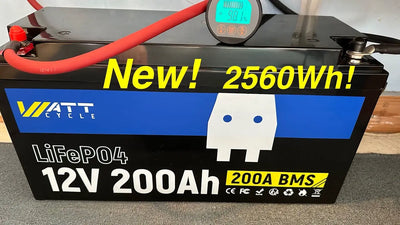 New! 2560Wh!
WATT
CYCLE
LiFePO4
12V 200Ah
200A BMS